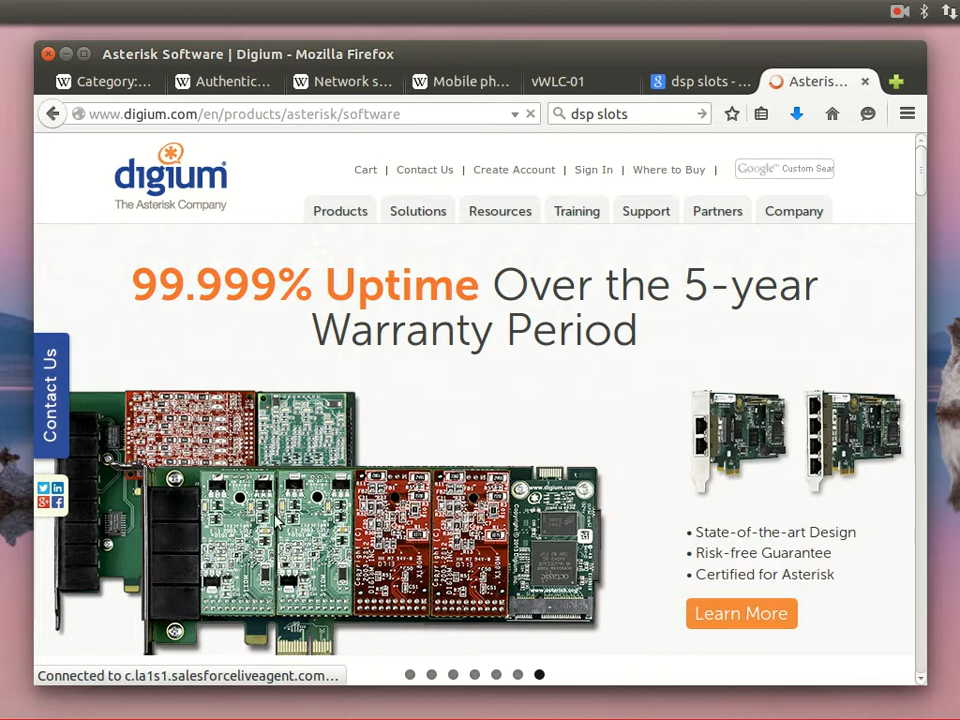 Asterisk Software | Digium - Mozilla Firefox
Category:... Authentic... Network s... Mobile ph... vWLC-01 dsp slots - ... Asteris...
www.digium.com/en/products/asterisk/software dsp slots
digium®
The Asterisk Company
Cart | Contact Us | Create Account | Sign In | Where to Buy | Google™ Custom Sear
Products Solutions Resources Training Support Partners Company
99.999% Uptime Over the 5-year
Warranty Period
Contact Us
• State-of-the-art Design
• Risk-free Guarantee
• Certified for Asterisk
Learn More
Connected to c.la1s1.salesforceliveagent.com...